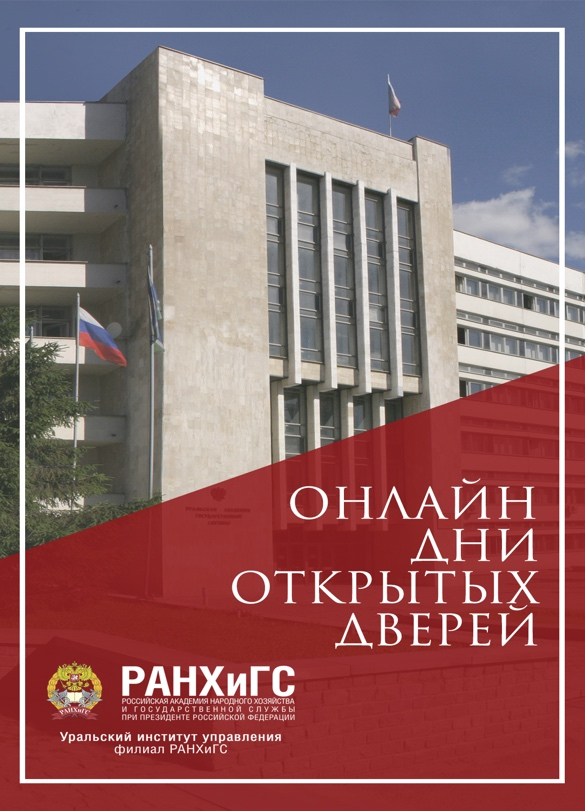 ОНЛАЙН
ДНИ
ОТКРЫТЫХ
ДВЕРЕЙ
РАНХиГС
РОССИЙСКАЯ АКАДЕМИЯ НАРОДНОГО ХОЗЯЙСТВА
И ГОСУДАРСТВЕННОЙ СЛУЖБЫ
ПРИ ПРЕЗИДЕНТЕ РОССИЙСКОЙ ФЕДЕРАЦИИ
РАНХиГС
Уральский институт управления
филиал РАНХиГС